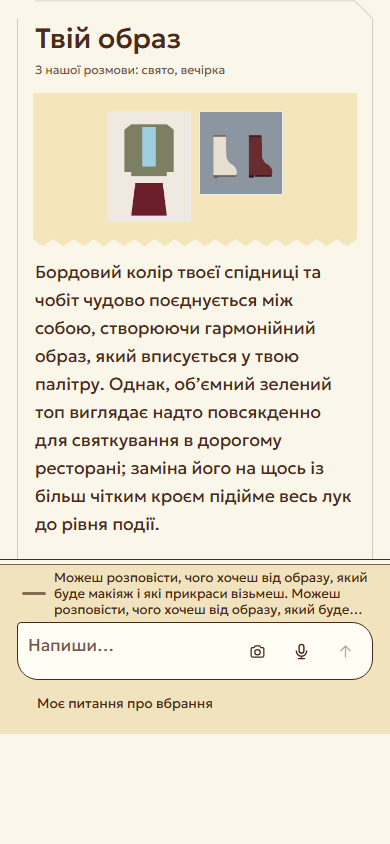 Твій образ
З нашої розмови: свято, вечірка
Бордовий колір твоєї спідниці та
чобіт чудово поєднується між
собою, створюючи гармонійний
образ, який вписується у твою
палітру. Однак, об’ємний зелений
топ виглядає надто повсякденно
для святкування в дорогому
ресторані; заміна його на щось із
більш чітким кроєм підійме весь лук
до рівня події.
Можеш розповісти, чого хочеш від образу, який
буде макіяж і які прикраси візьмеш. Можеш
розповісти, чого хочеш від образу, який буде…
Напиши…
Моє питання про вбрання